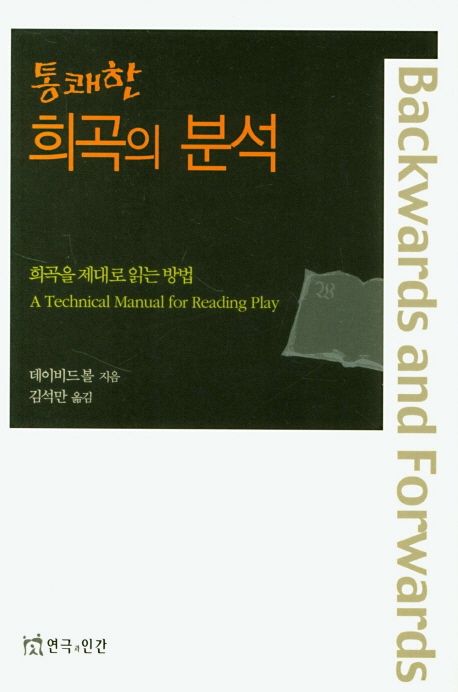 통쾌한
희곡의 분석
희곡을 제대로 읽는 방법
A Technical Manual for Reading Play
28
데이비드 볼 지음
김석만 옮김
Backwards and Forwards
연극과인간